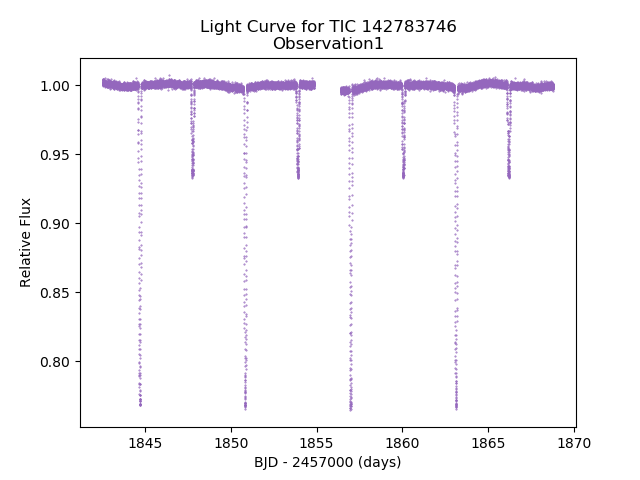 Light Curve for TIC 142783746
Observation1
1.00
0.95
0.90
0.85
0.80
Relative Flux
1845
1850
1855
1860
1865
1870
BJD - 2457000 (days)